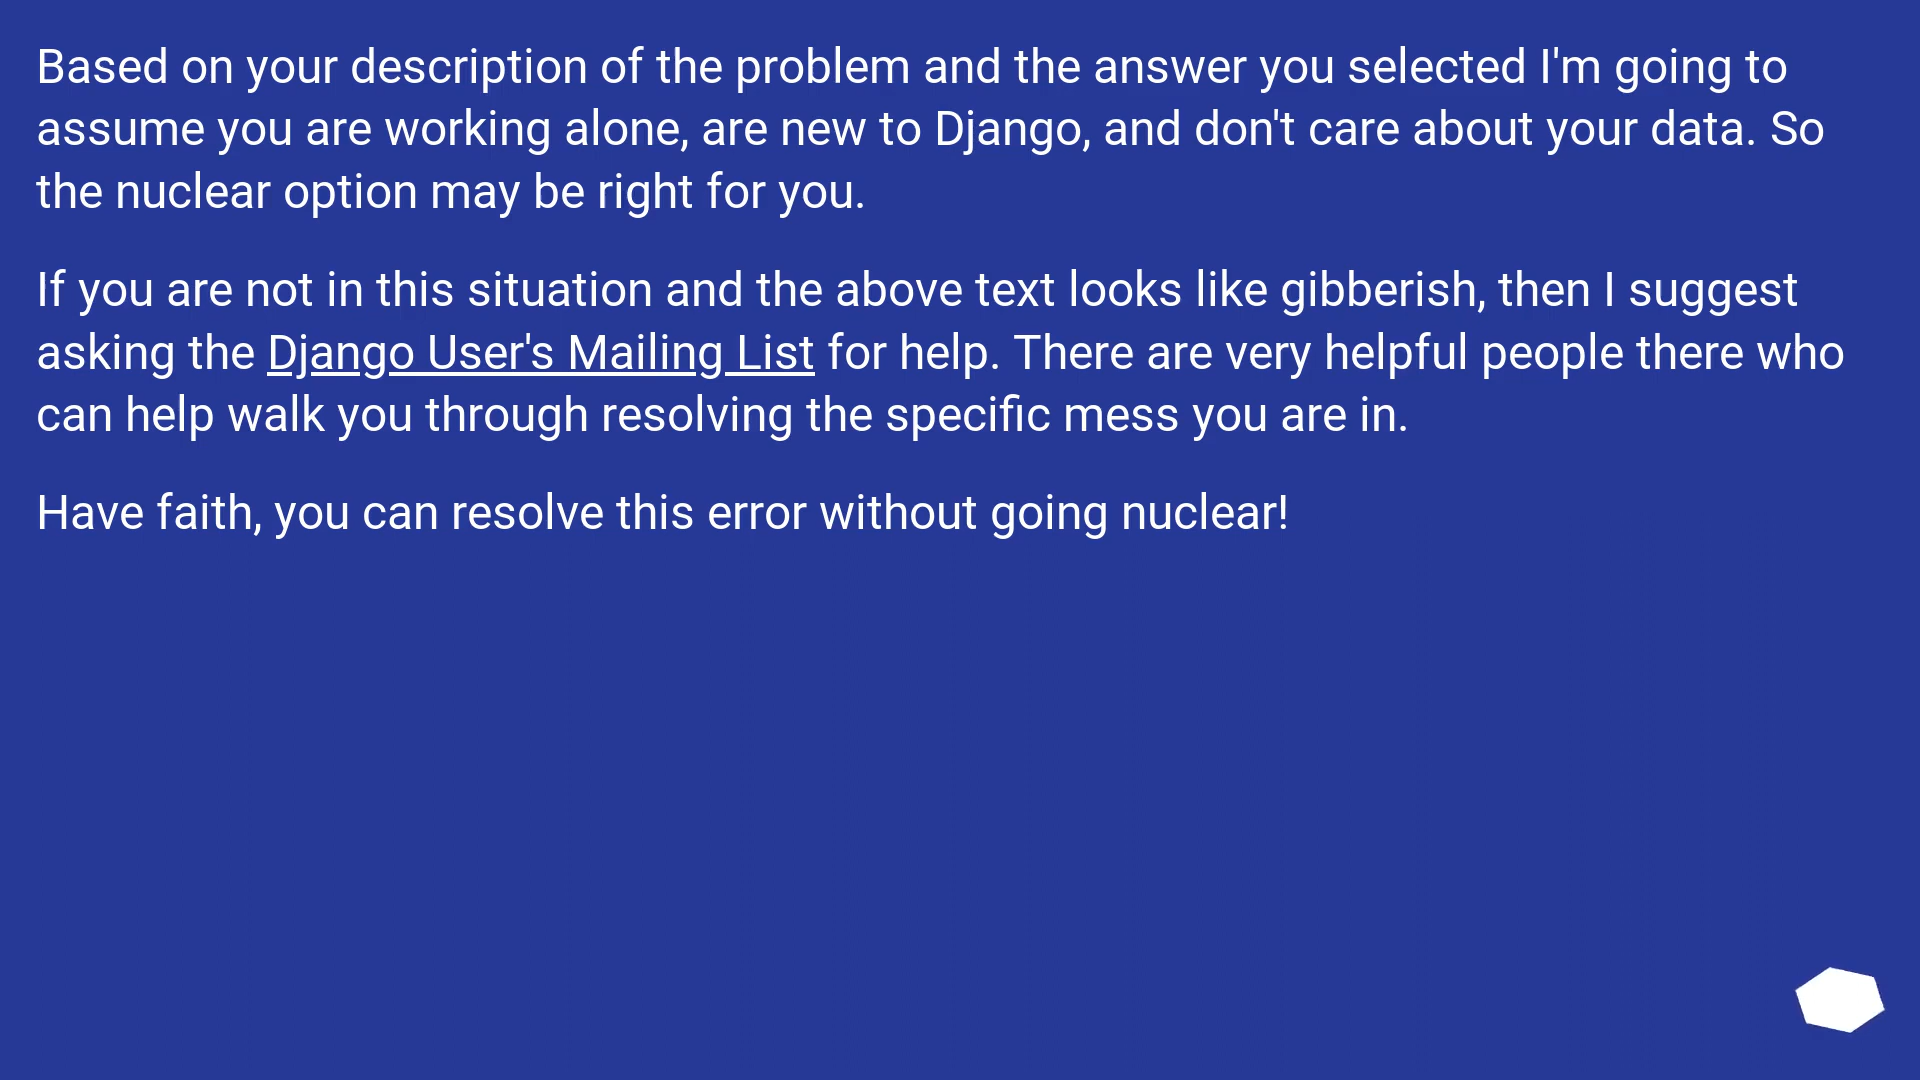 Based on your description of the problem and the answer you selected I'm going to
assume you are working alone, are new to Django, and don't care about your data. So
the nuclear option may be right for you.
If you are not in this situation and the above text looks like gibberish, then I suggest
asking the Django User's Mailing List for help. There are very helpful people there who
can help walk you through resolving the specific mess you are in.
Have faith, you can resolve this error without going nuclear!